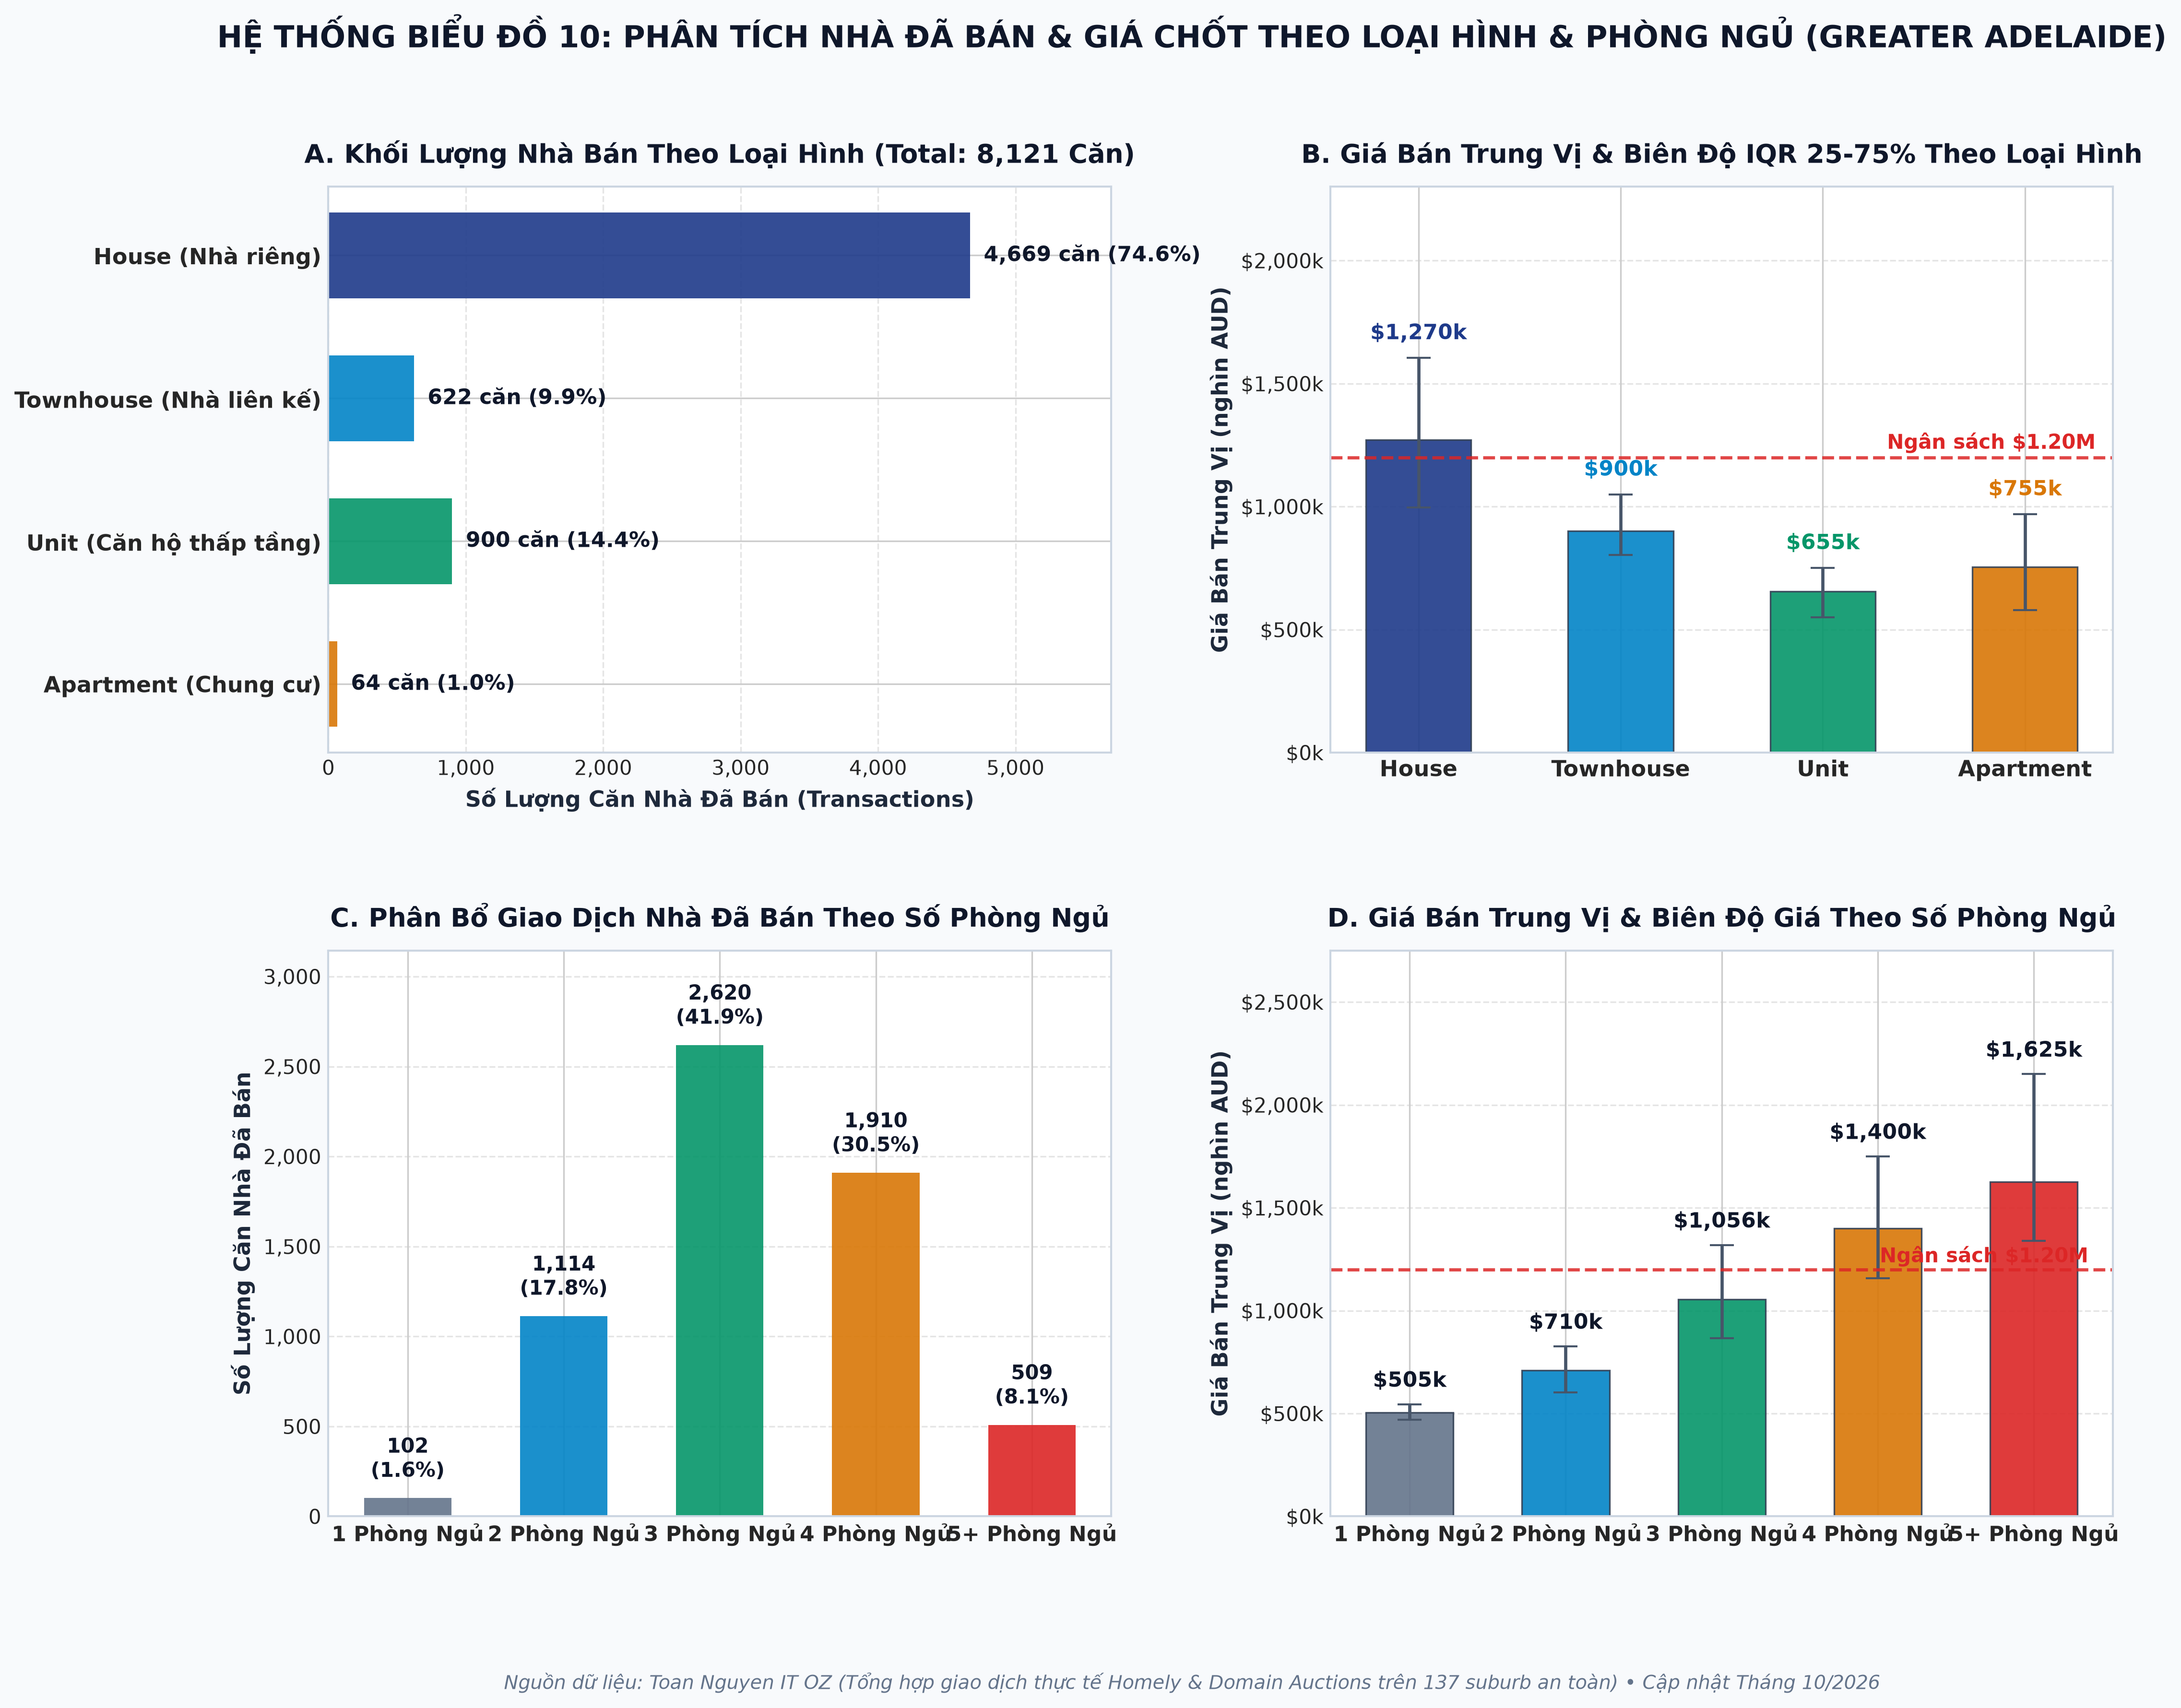 HỆ THỐNG BIỂU ĐỒ 10: PHÂN TÍCH NHÀ ĐÃ BÁN & GIÁ CHỐT THEO LOẠI HÌNH & PHÒNG NGỦ (GREATER ADELAIDE)
A. Khối Lượng Nhà Bán Theo Loại Hình (Total: 8,121 Căn)
House (Nhà riêng)
4,669 căn (74.6%)
Townhouse (Nhà liên kế)
622 căn (9.9%)
Unit (Căn hộ thấp tầng)
900 căn (14.4%)
Apartment (Chung cư)
64 căn (1.0%)
0 1,000 2,000 3,000 4,000 5,000
Số Lượng Căn Nhà Đã Bán (Transactions)
B. Giá Bán Trung Vị & Biên Độ IQR 25-75% Theo Loại Hình
Giá Bán Trung Vị (nghìn AUD)
$2,000k
$1,500k
$1,000k
$500k
$0k
$1,270k
Ngân sách $1.20M
$900k
$755k
$655k
House Townhouse Unit Apartment
C. Phân Bổ Giao Dịch Nhà Đã Bán Theo Số Phòng Ngủ
Số Lượng Căn Nhà Đã Bán
3,000
2,500
2,000
1,500
1,000
500
0
102
(1.6%)
1,114
(17.8%)
2,620
(41.9%)
1,910
(30.5%)
509
(8.1%)
1 Phòng Ngủ 2 Phòng Ngủ 3 Phòng Ngủ 4 Phòng Ngủ 5+ Phòng Ngủ
D. Giá Bán Trung Vị & Biên Độ Giá Theo Số Phòng Ngủ
Giá Bán Trung Vị (nghìn AUD)
$2,500k
$2,000k
$1,500k
$1,000k
$500k
$0k
$505k
$710k
$1,056k
$1,400k
$1,625k
Ngân sách $1.20M
1 Phòng Ngủ 2 Phòng Ngủ 3 Phòng Ngủ 4 Phòng Ngủ 5+ Phòng Ngủ
Nguồn dữ liệu: Toan Nguyen IT OZ (Tổng hợp giao dịch thực tế Homely & Domain Auctions trên 137 suburb an toàn) • Cập nhật Tháng 10/2026